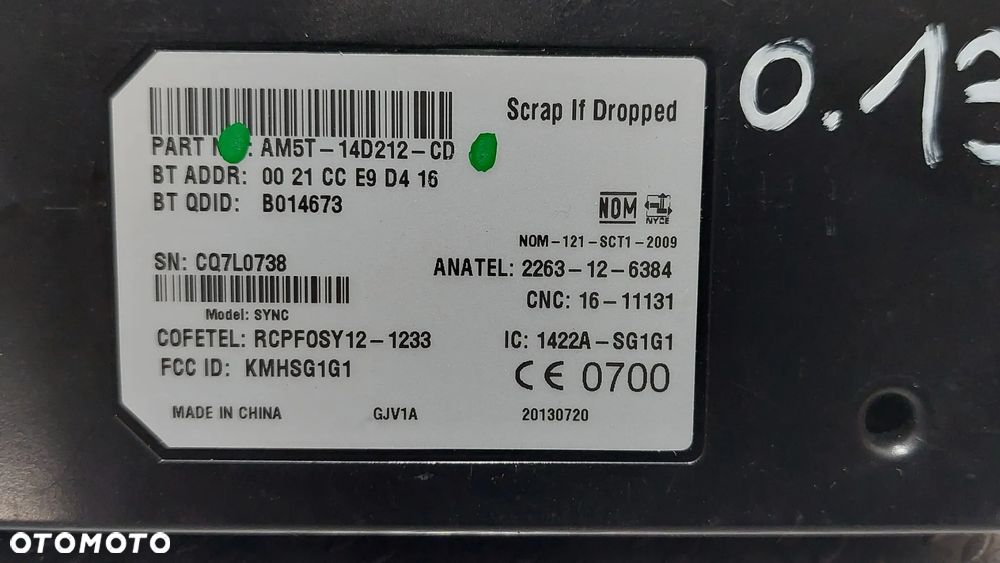 Scrap If Dropped
PART : AM5T-14D212-CD
BT ADDR: 00 21 CC E9 D4 16
BT QDID: B014673
NOM
NYCE
NOM-121-SCT1-2009
SN: CQ7L0738
ANATEL: 2263-12-6384
CNC: 16-11131
Model: SYNC
COFETEL: RCPFOSY12-1233
IC: 1422A-SG1G1
FCC ID: KMHSG1G1
CE 0700
MADE IN CHINA
GJV1A
20130720
0.13
OTOMOTO